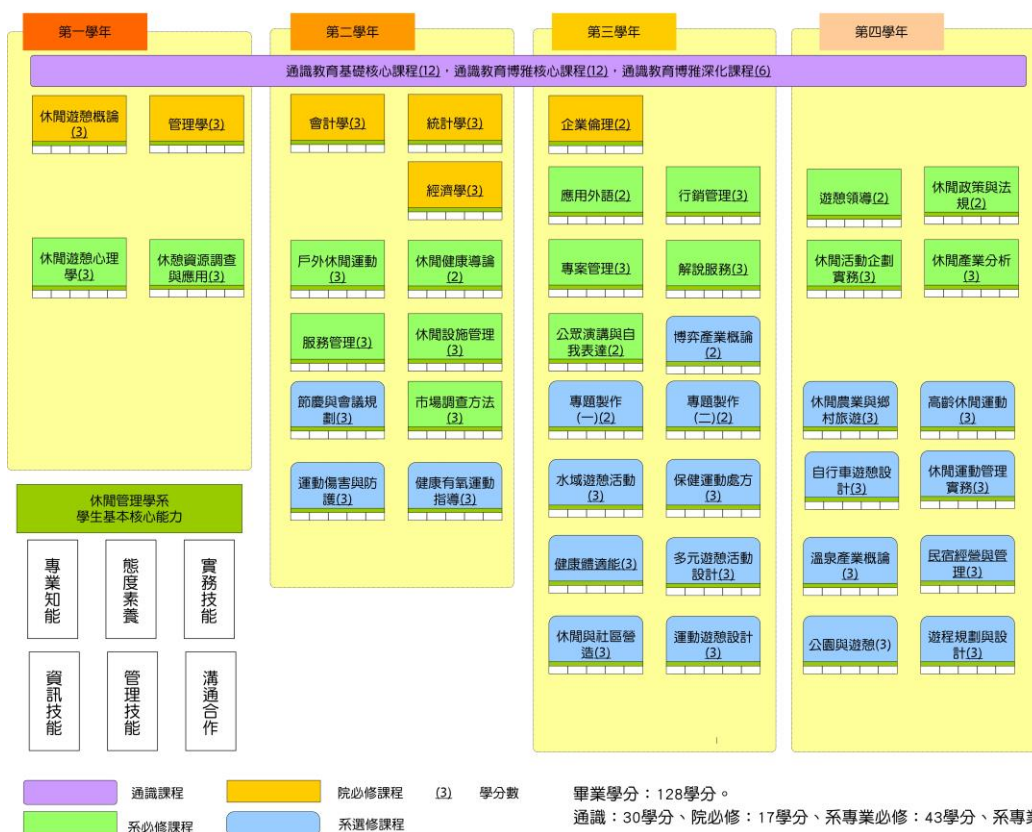 第一學年
第二學年
第三學年
第四學年
通識教育基礎核心課程(12)，通識教育博雅核心課程(12)，通識教育博雅深化課程(6)
休閒遊憩概論
(3)
管理學(3)
會計學(3)
統計學(3)
企業倫理(2)
經濟學(3)
應用外語(2)
行銷管理(3)
遊憩領導(2)
休閒政策與法
規(2)
休閒遊憩心理
學(3)
休憩資源調查
與應用(3)
戶外休閒運動
(3)
休閒健康導論
(2)
專案管理(3)
解說服務(3)
休閒活動企劃
實務(3)
休閒產業分析
(3)
服務管理(3)
休閒設施管理
(3)
公眾演講與自
我表達(2)
博弈產業概論
(2)
節慶與會議規
劃(3)
市場調查方法
(3)
專題製作
(一)(2)
專題製作
(二)(2)
休閒農業與鄉
村旅遊(3)
高齡休閒運動
(3)
運動傷害與防
護(3)
健康有氧運動
指導(3)
水域遊憩活動
(3)
保健運動處方
(3)
自行車遊憩設
計(3)
休閒運動管理
實務(3)
健康體適能(3)
多元遊憩活動
設計(3)
溫泉產業概論
(3)
民宿經營與管
理(3)
休閒與社區營
造(3)
運動遊憩設計
(3)
公園與遊憩(3)
遊程規劃與設
計(3)
休閒管理學系
學生基本核心能力
專業知能
態度素養
實務技能
資訊技能
管理技能
溝通合作
通識課程
院必修課程
(3) 學分數
系必修課程
系選修課程
畢業學分：128學分。
通識：30學分、院必修：17學分、系專業必修：43學分、系專業